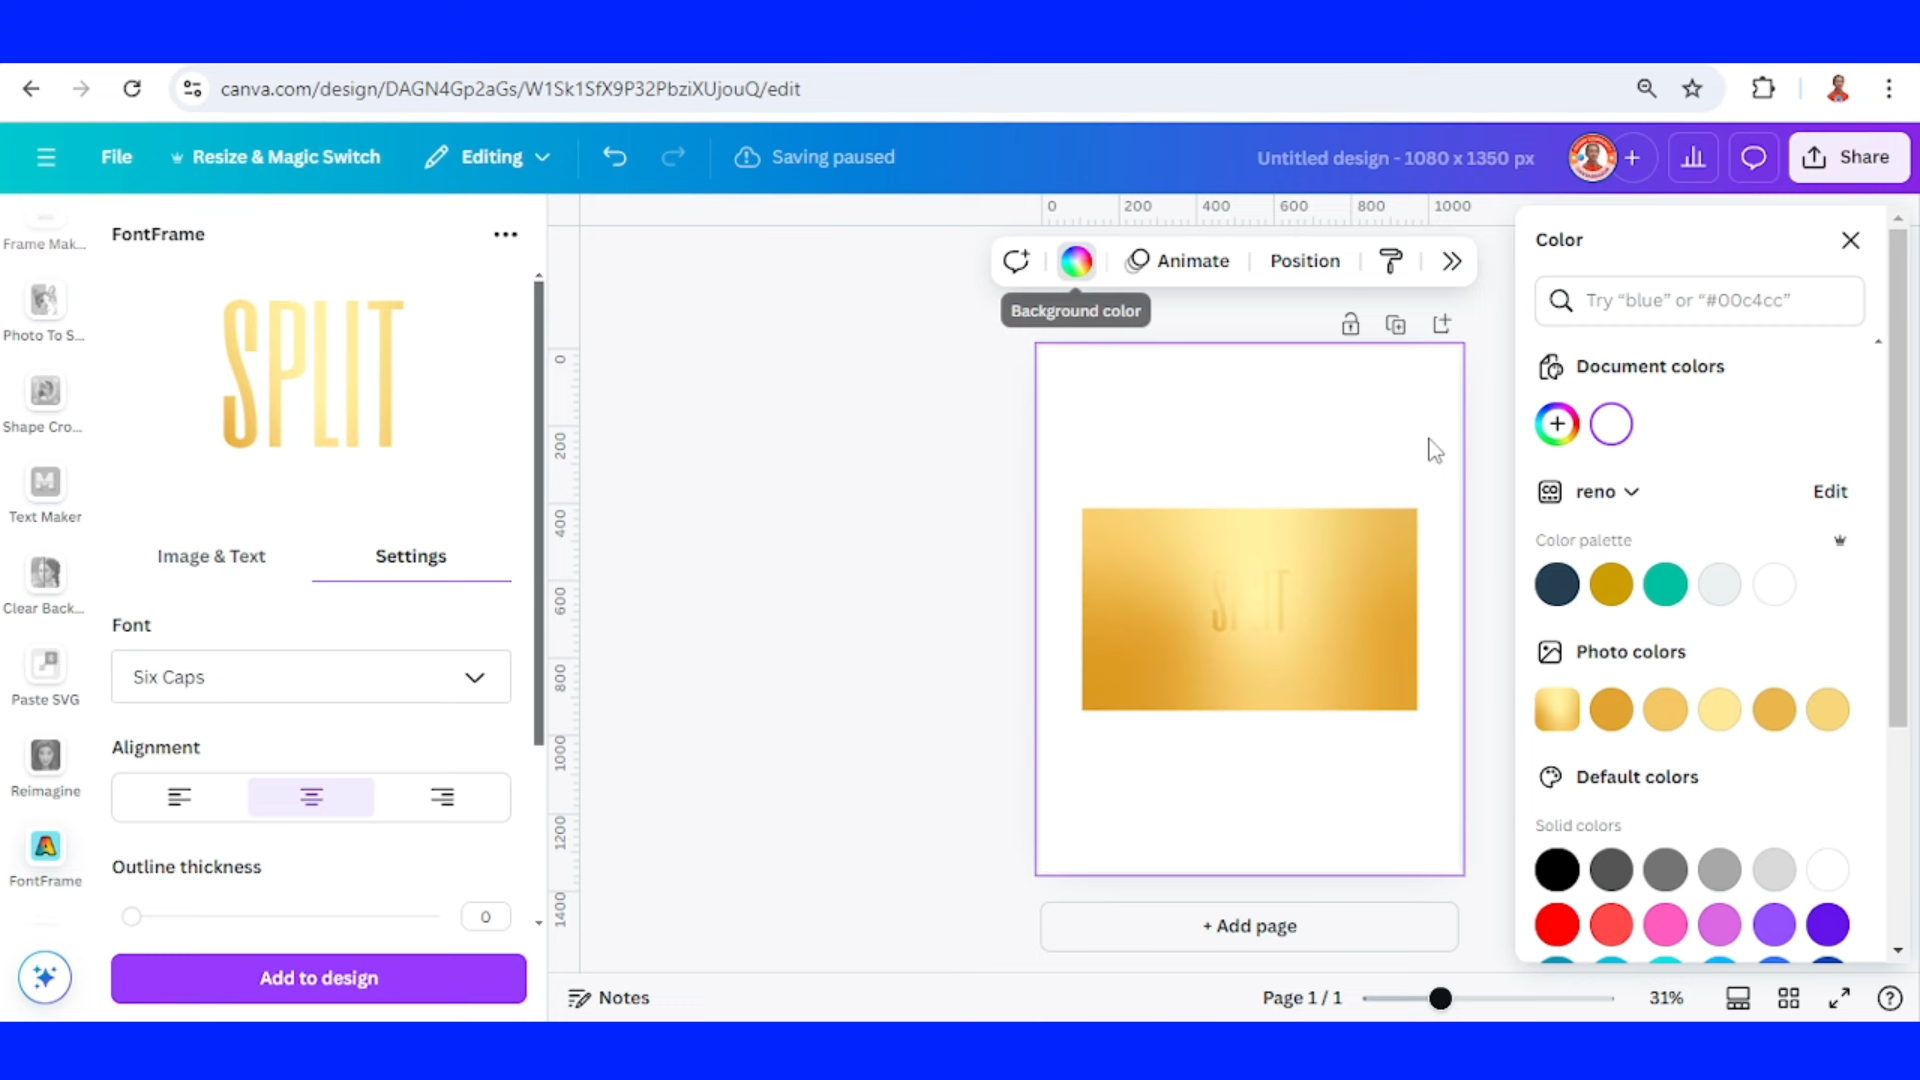 canva.com/design/DAGN4Gp2aGs/W1Sk1SfX9P32PbziXUjouQ/edit
File
Resize & Magic Switch
Editing
Saving paused
Untitled design - 1080 x 1350 px
Share
Frame Mak...
Photo To S...
Shape Cro...
Text Maker
Clear Back...
Paste SVG
Reimagine
FontFrame
FontFrame
SPLIT
Image & Text
Settings
Font
Six Caps
Alignment
Outline thickness
0
Add to design
0 200 400 600 800 1000
0
200
400
600
800
1000
1200
1400
Animate
Position
Background color
SPLIT
+ Add page
Notes
Page 1 / 1
31%
Color
Try “blue” or “#00c4cc”
Document colors
reno
Edit
Color palette
Photo colors
Default colors
Solid colors